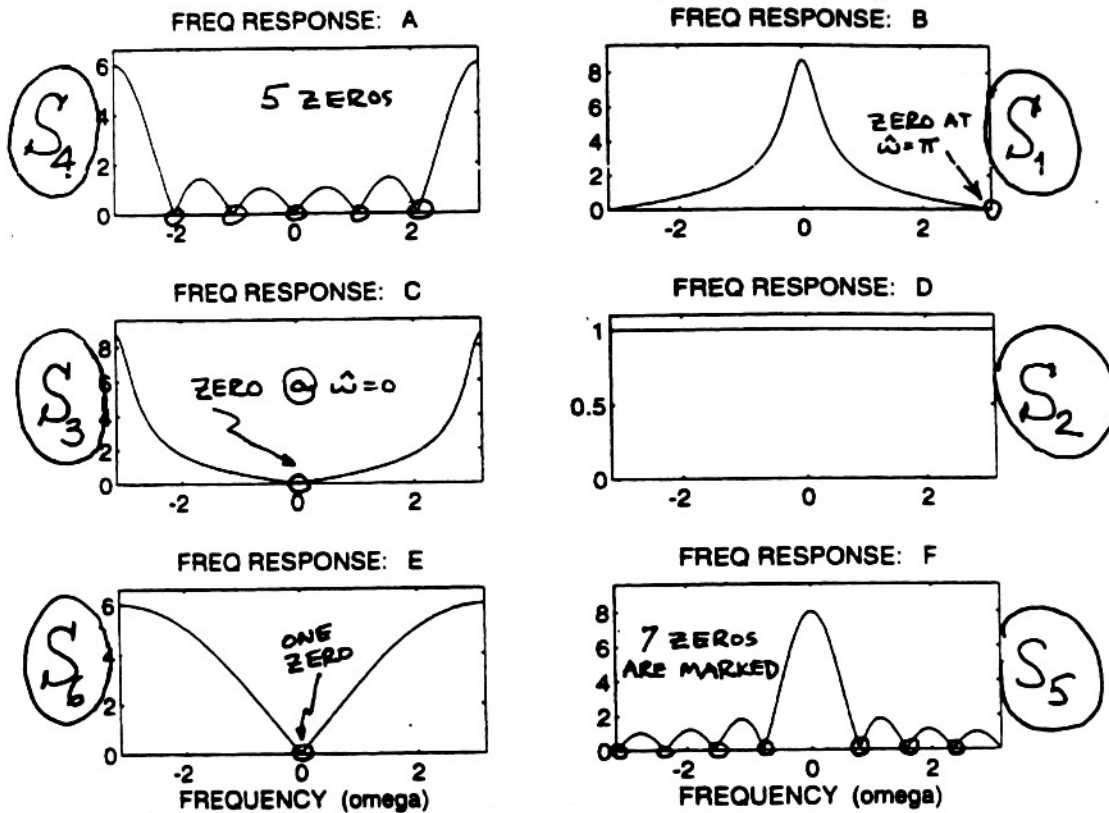 FREQ RESPONSE: A
6
4
2
0
-2 0 2
5 ZEROS
S4
FREQ RESPONSE: B
8
6
4
2
0
-2 0 2
ZERO AT
ω̂=π
S1
FREQ RESPONSE: C
8
6
4
2
0
-2 0 2
ZERO @ ω̂=0
S3
FREQ RESPONSE: D
1
0.5
0
-2 0 2
S2
FREQ RESPONSE: E
6
4
2
0
-2 0 2
FREQUENCY (omega)
ONE
ZERO
S6
FREQ RESPONSE: F
8
6
4
2
0
-2 0 2
FREQUENCY (omega)
7 ZEROS
ARE MARKED
S5